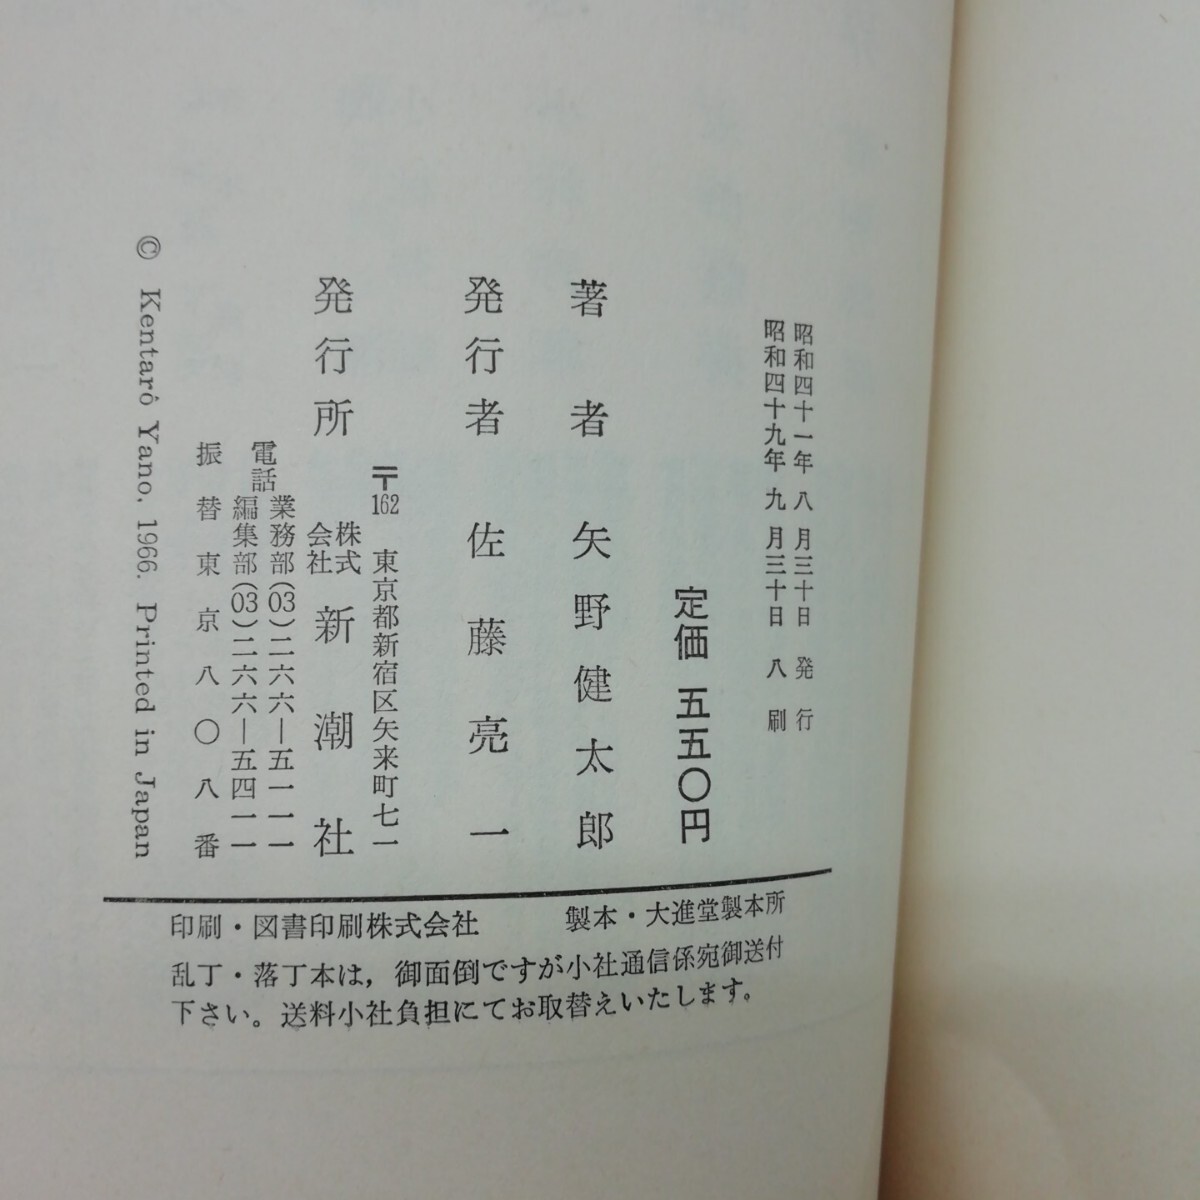 昭和四十一年八月三十日発行
昭和四十九年九月三十日八刷
定価 五五〇円
著者 矢野健太郎
発行者 佐藤亮一
発行所 株式会社 新潮社
〒162 東京都新宿区矢来町七一
電話 業務部(03)二六六―五一一一
編集部(03)二六六―五四一一
振替東京八〇八番
© Kentarô Yano, 1966. Printed in Japan
印刷・図書印刷株式会社 製本・大進堂製本所
乱丁・落丁本は，御面倒ですが小社通信係宛御送付
下さい。送料小社負担にてお取替えいたします。